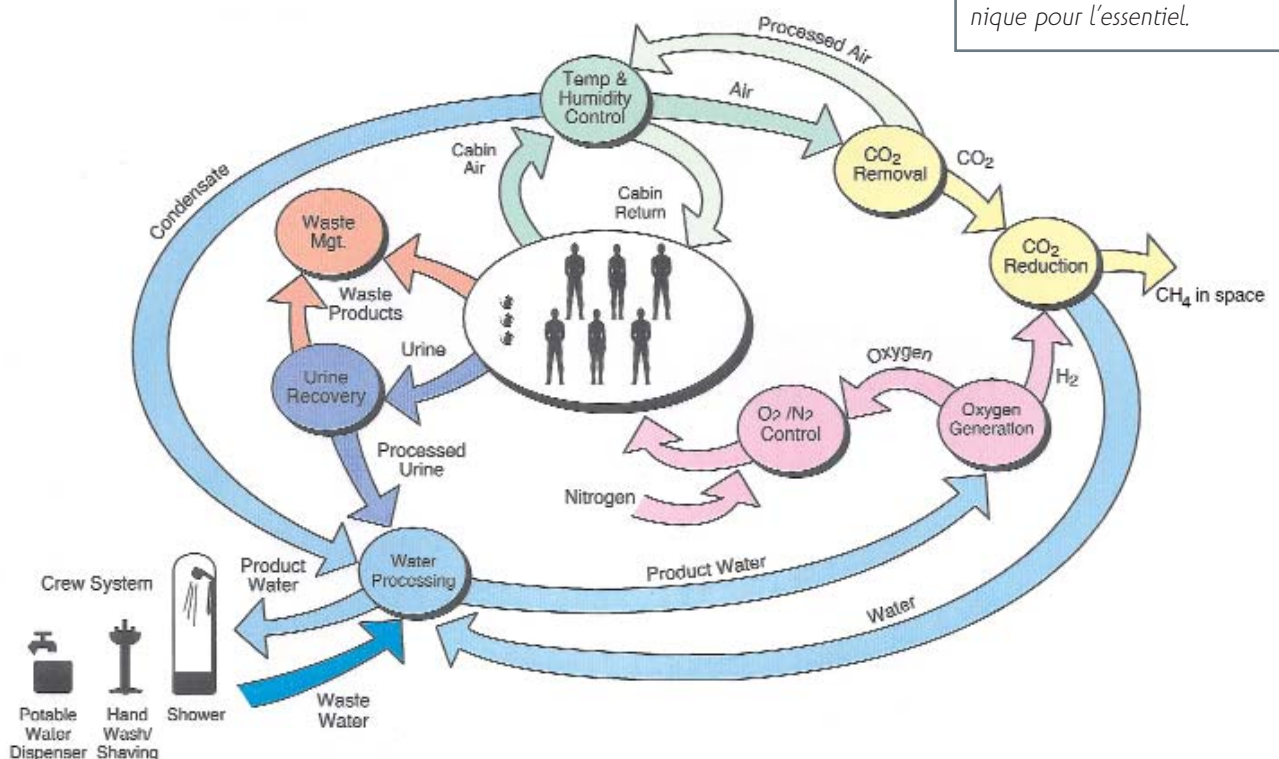 nique pour l'essentiel.
Processed Air
Temp &
Humidity
Control
Air
Cabin
Air
CO2
Removal
CO2
Condensate
Cabin
Return
Waste
Mgt.
CO2
Reduction
Waste
Products
CH4 in space
Urine
Oxygen
H2
Urine
Recovery
O2 /N2
Control
Oxygen
Generation
Processed
Urine
Nitrogen
Water
Processing
Product Water
Product
Water
Crew System
Water
Waste
Water
Potable
Water
Dispenser
Hand
Wash/
Shaving
Shower